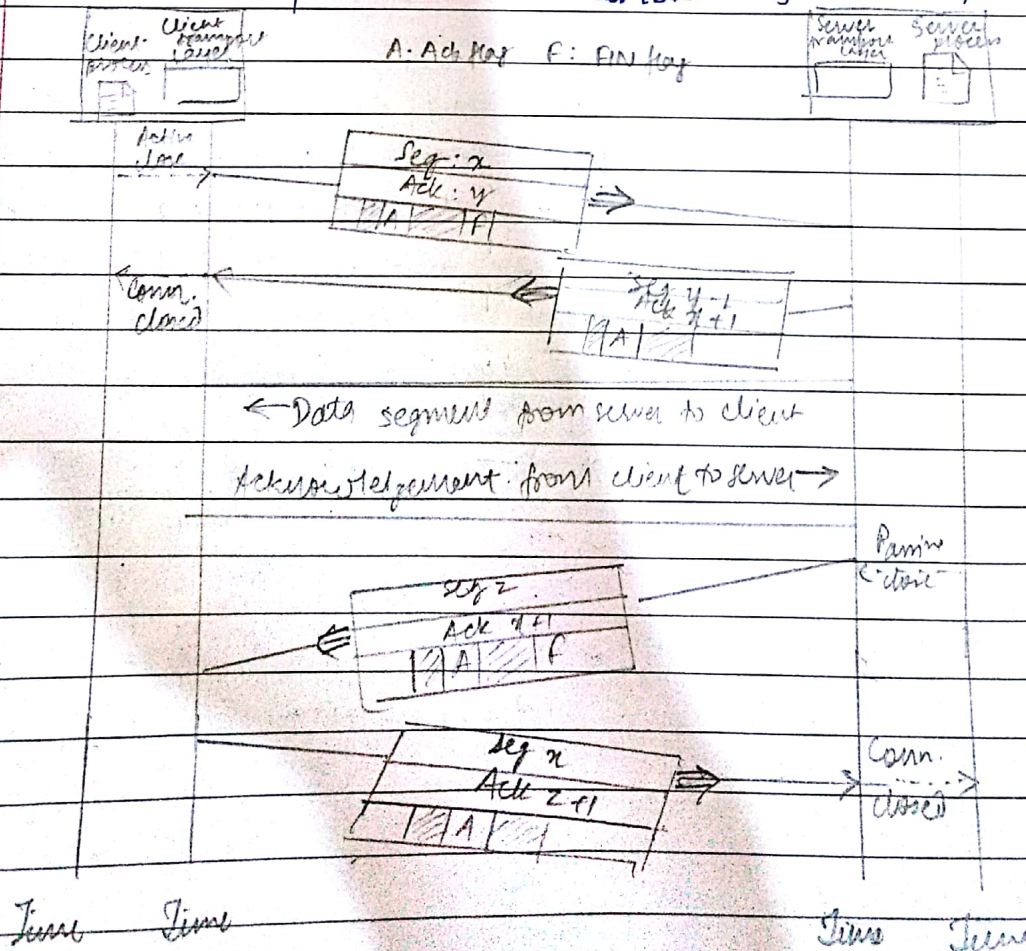 Client Client Server Server
process transport transport process
layer layer
A: Ack flag F: FIN flag
Active
close
Seq: x
Ack: y
A F
Conn.
closed
Seq y-1
Ack x+1
A
←Data segment from server to client
Acknowledgement from client to server→
Passive
close
seq z
Ack x+1
A F
seq x
Ack z+1
A
Conn.
closed
Time Time Time Time